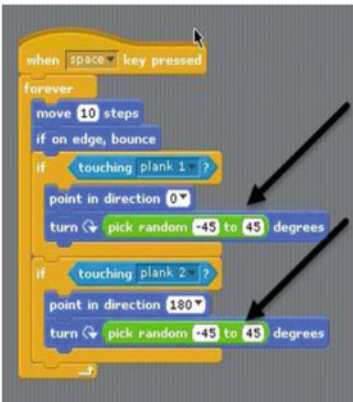 when space key pressed
forever
move 10 steps
if on edge, bounce
if touching plank 1 ?
point in direction 0
turn pick random -45 to 45 degrees
if touching plank 2 ?
point in direction 180
turn pick random -45 to 45 degrees